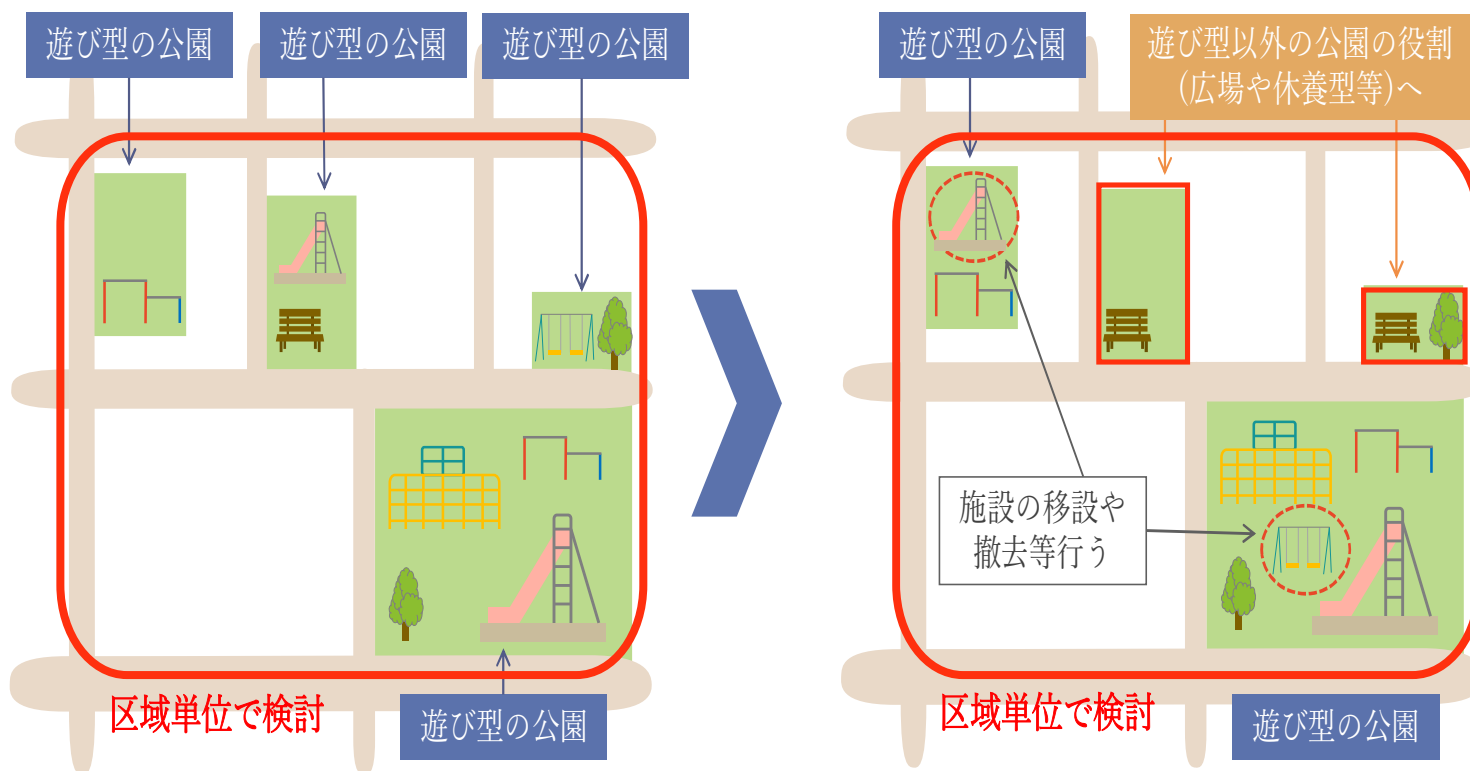 遊び型の公園
遊び型の公園
遊び型の公園
区域単位で検討
遊び型の公園
遊び型の公園
遊び型以外の公園の役割
(広場や休養型等)へ
施設の移設や
撤去等行う
区域単位で検討
遊び型の公園